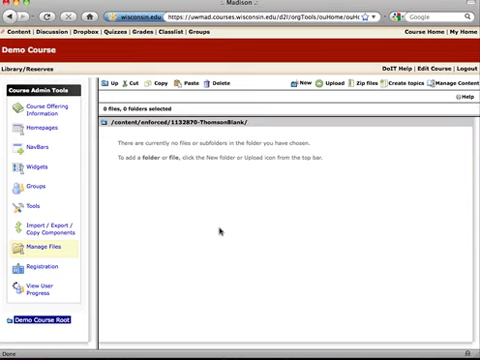 - Madison -
wisconsin.edu https://uwmad.courses.wisconsin.edu/d2l/orgTools/ouHome/ouHo Google
Content | Discussion | Dropbox | Quizzes | Grades | Classlist | Groups Course Home | My Home
Demo Course
Library/Reserves DoIT Help | Edit Course | Logout
Course Admin Tools
Course Offering
Information
Homepages
NavBars
Widgets
Groups
Tools
Import / Export /
Copy Components
Manage Files
Registration
View User
Progress
Demo Course Root
Up Cut Copy Paste Delete New Upload Zip files Create topics Manage Content
Help
0 files, 0 folders selected
/content/enforced/1132870-ThomsonBlank/
There are currently no files or subfolders in the folder you have chosen.
To add a folder or file, click the New folder or Upload icon from the top bar.
Done